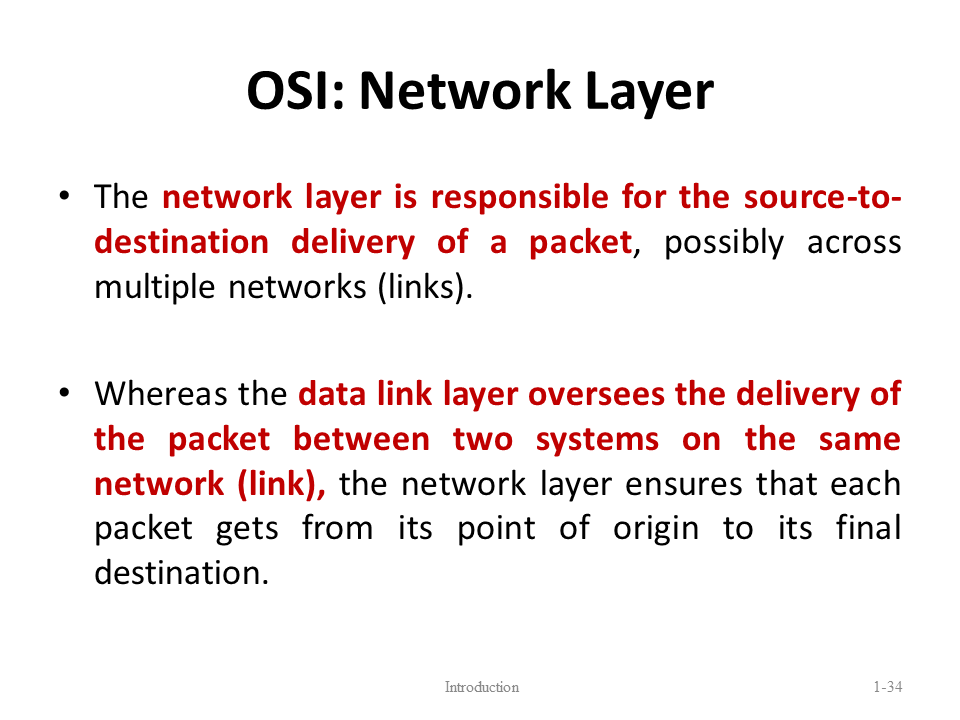 OSI: Network Layer
• The network layer is responsible for the source-to-
destination delivery of a packet, possibly across
multiple networks (links).
• Whereas the data link layer oversees the delivery of
the packet between two systems on the same
network (link), the network layer ensures that each
packet gets from its point of origin to its final
destination.
Introduction
1-34